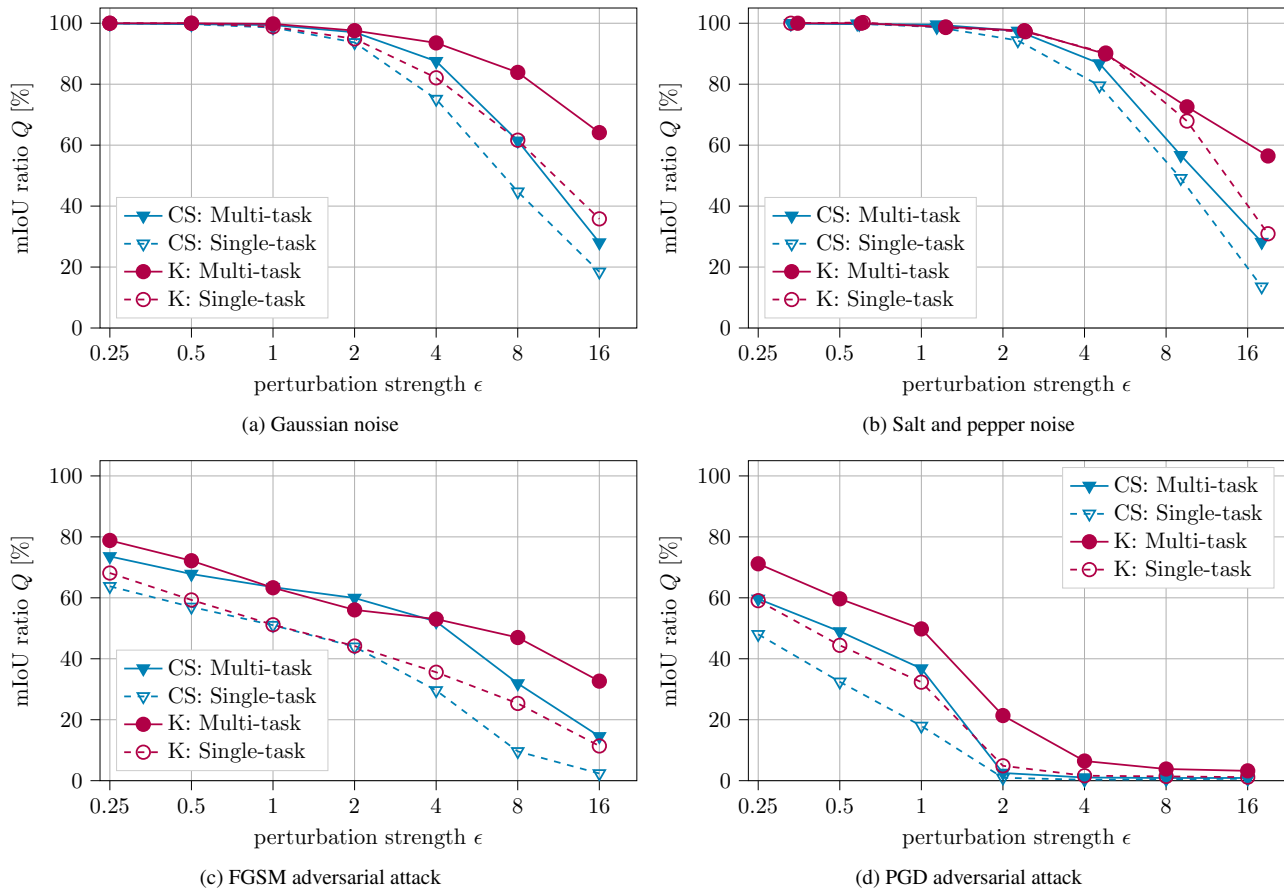 mIoU ratio Q [%]
100
80
60
40
20
0
CS: Multi-task
CS: Single-task
K: Multi-task
K: Single-task
0.25 0.5 1 2 4 8 16
perturbation strength ϵ
(a) Gaussian noise
mIoU ratio Q [%]
100
80
60
40
20
0
CS: Multi-task
CS: Single-task
K: Multi-task
K: Single-task
0.25 0.5 1 2 4 8 16
perturbation strength ϵ
(b) Salt and pepper noise
mIoU ratio Q [%]
100
80
60
40
20
0
CS: Multi-task
CS: Single-task
K: Multi-task
K: Single-task
0.25 0.5 1 2 4 8 16
perturbation strength ϵ
(c) FGSM adversarial attack
mIoU ratio Q [%]
100
80
60
40
20
0
CS: Multi-task
CS: Single-task
K: Multi-task
K: Single-task
0.25 0.5 1 2 4 8 16
perturbation strength ϵ
(d) PGD adversarial attack